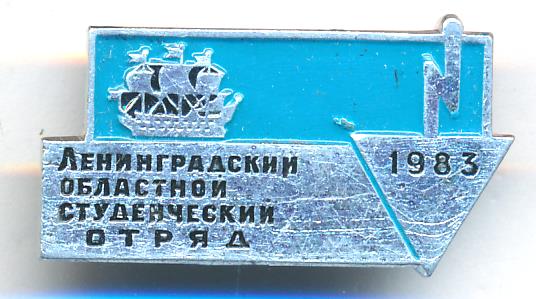 ЛЕНИНГРАДСКИЙ
ОБЛАСТНОЙ
СТУДЕНЧЕСКИЙ
ОТРЯД
1983